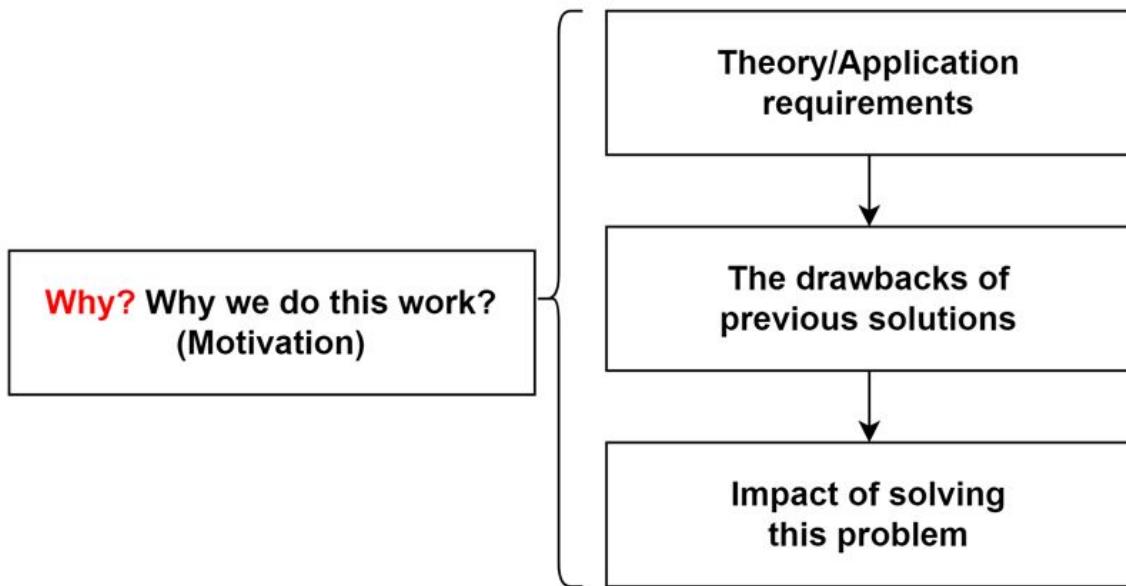 Theory/Application
requirements
Why? Why we do this work?
(Motivation)
The drawbacks of
previous solutions
Impact of solving
this problem